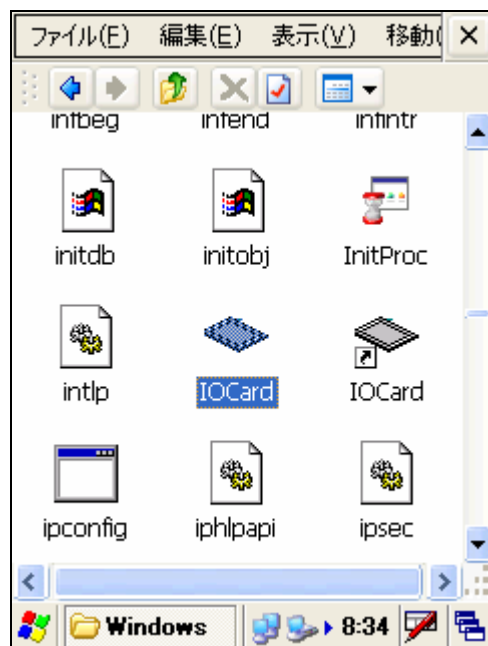 ファイル(F) 編集(E) 表示(V) 移動(
intbeg intend intintr
initdb initobj InitProc
intlp IOCard IOCard
ipconfig iphlpapi ipsec
Windows 8:34